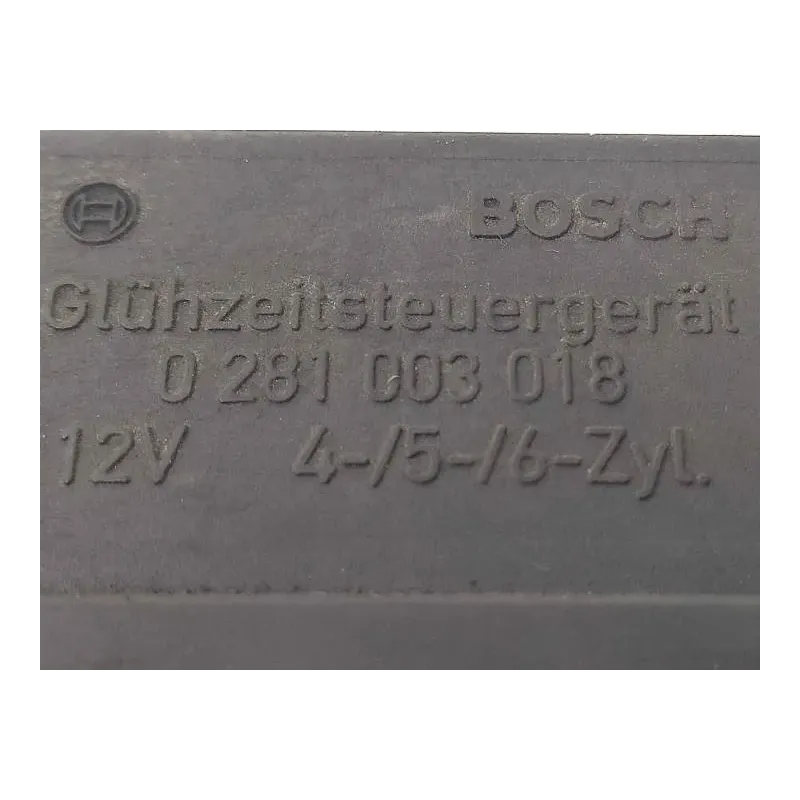 BOSCH
Glühzeitsteuergerät
0 281 003 018
12V 4-/5-/6-Zyl.